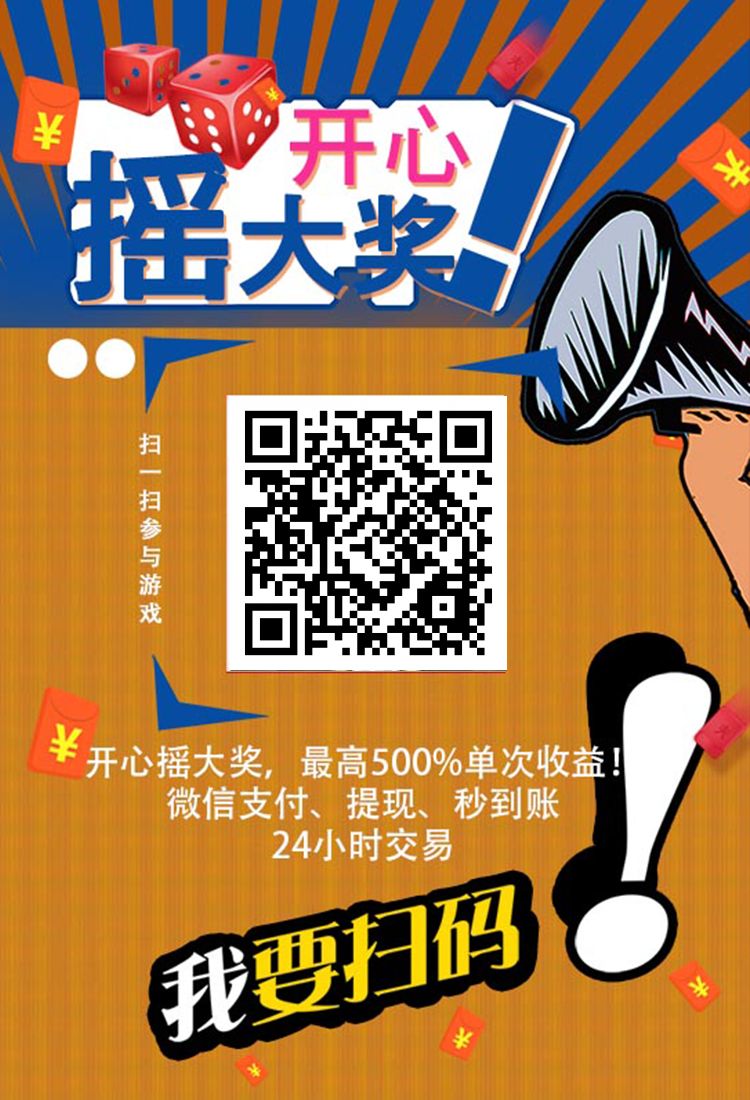 开心
摇大奖!
扫一扫参与游戏
开心摇大奖，最高500%单次收益！
微信支付、提现、秒到账
24小时交易
我要扫码